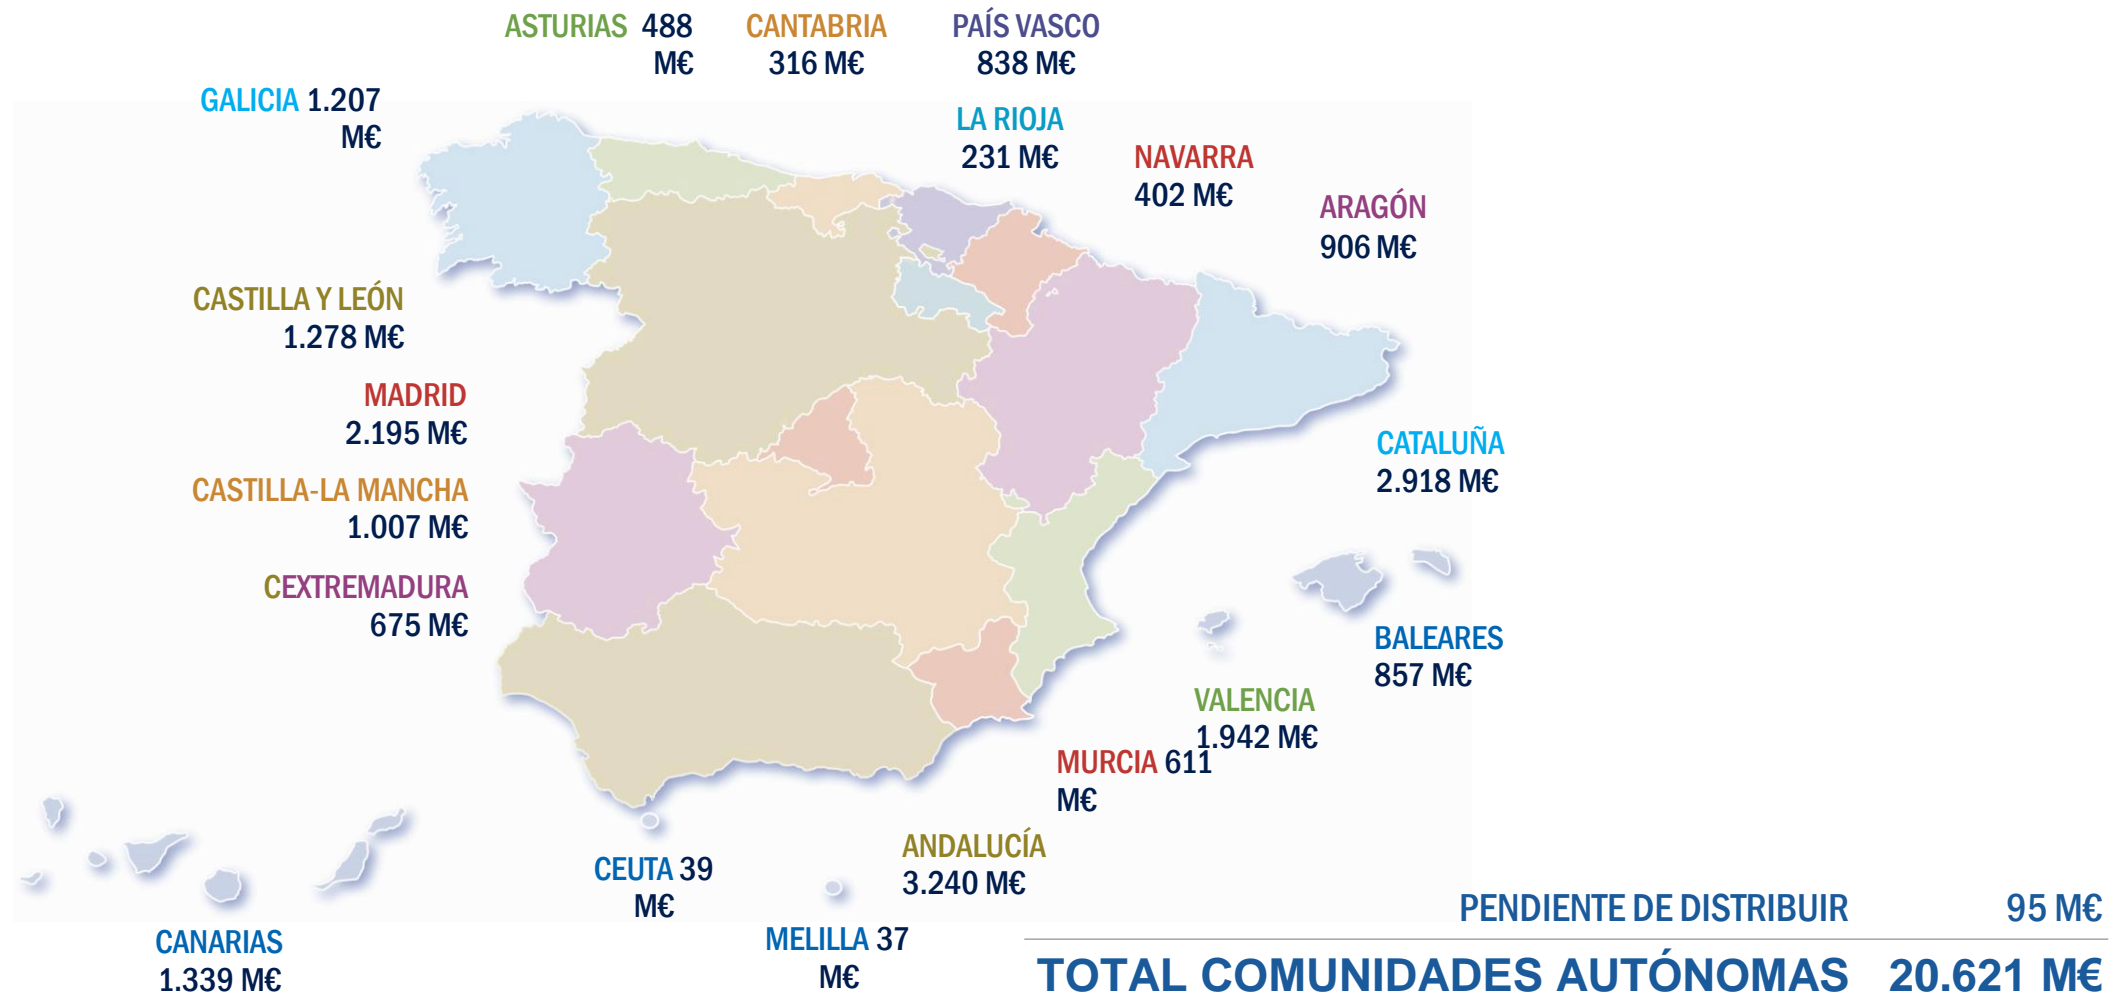 ASTURIAS 488
M€
CANTABRIA
316 M€
PAÍS VASCO
838 M€
GALICIA 1.207
M€
LA RIOJA
231 M€
NAVARRA
402 M€
ARAGÓN
906 M€
CASTILLA Y LEÓN
1.278 M€
MADRID
2.195 M€
CATALUÑA
2.918 M€
CASTILLA-LA MANCHA
1.007 M€
CEXTREMADURA
675 M€
BALEARES
857 M€
VALENCIA
1.942 M€
MURCIA 611
M€
ANDALUCÍA
3.240 M€
CEUTA 39
M€
MELILLA 37
M€
CANARIAS
1.339 M€
PENDIENTE DE DISTRIBUIR 95 M€
TOTAL COMUNIDADES AUTÓNOMAS 20.621 M€